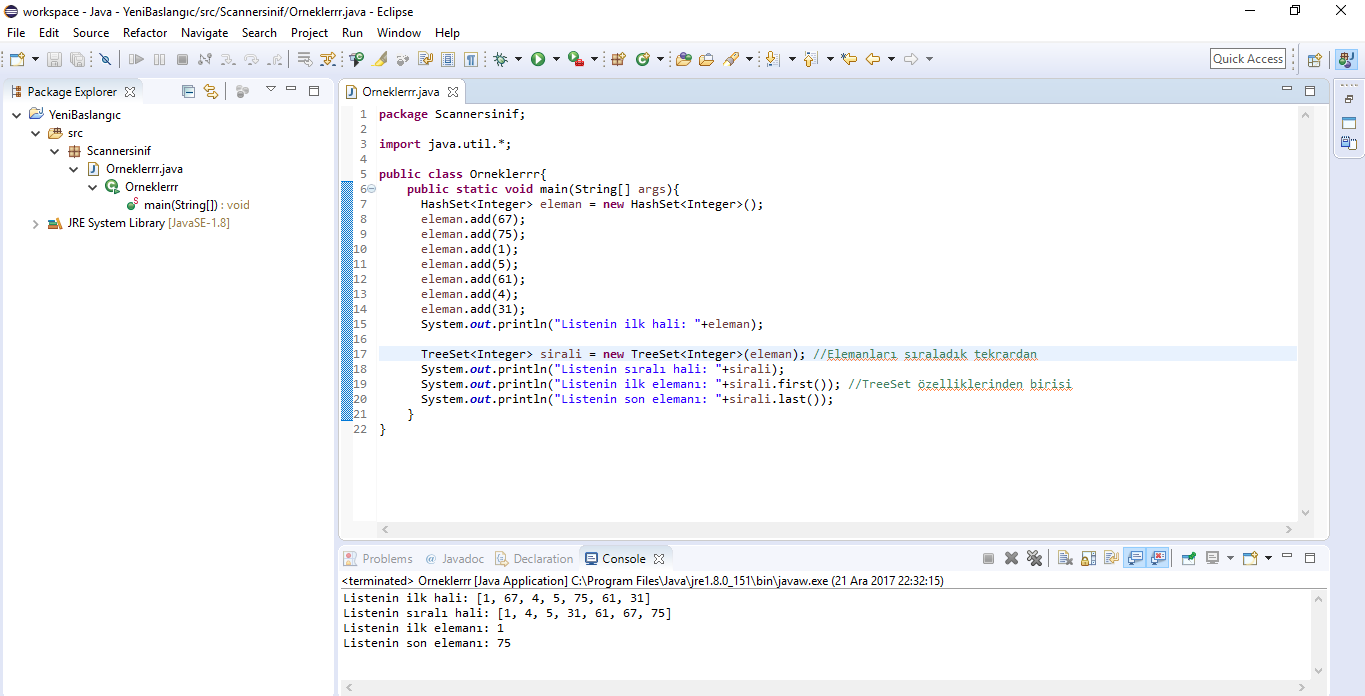 workspace - Java - YeniBaslangıc/src/Scannersinif/Orneklerrr.java - Eclipse
File Edit Source Refactor Navigate Search Project Run Window Help
Quick Access
Package Explorer
YeniBaslangıc
src
Scannersinif
Orneklerrr.java
Orneklerrr
main(String[]) : void
JRE System Library [JavaSE-1.8]
Orneklerrr.java
1 package Scannersinif;
2
3 import java.util.*;
4
5 public class Orneklerrr{
6 public static void main(String[] args){
7 HashSet<Integer> eleman = new HashSet<Integer>();
8 eleman.add(67);
9 eleman.add(75);
10 eleman.add(1);
11 eleman.add(5);
12 eleman.add(61);
13 eleman.add(4);
14 eleman.add(31);
15 System.out.println("Listenin ilk hali: "+eleman);
16
17 TreeSet<Integer> sirali = new TreeSet<Integer>(eleman); //Elemanları sıraladık tekrardan
18 System.out.println("Listenin sıralı hali: "+sirali);
19 System.out.println("Listenin ilk elemanı: "+sirali.first()); //TreeSet özelliklerinden birisi
20 System.out.println("Listenin son elemanı: "+sirali.last());
21 }
22 }
Problems @ Javadoc Declaration Console
<terminated> Orneklerrr [Java Application] C:\Program Files\Java\jre1.8.0_151\bin\javaw.exe (21 Ara 2017 22:32:15)
Listenin ilk hali: [1, 67, 4, 5, 75, 61, 31]
Listenin sıralı hali: [1, 4, 5, 31, 61, 67, 75]
Listenin ilk elemanı: 1
Listenin son elemanı: 75